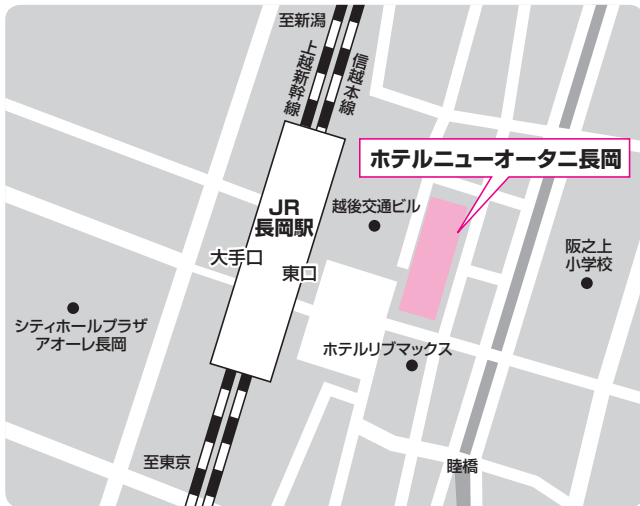 至新潟
上越新幹線
信越本線
ホテルニューオータニ長岡
JR
長岡駅
越後交通ビル
大手口
東口
阪之上
小学校
シティホールプラザ
アオーレ長岡
ホテルリブマックス
至東京
睦橋